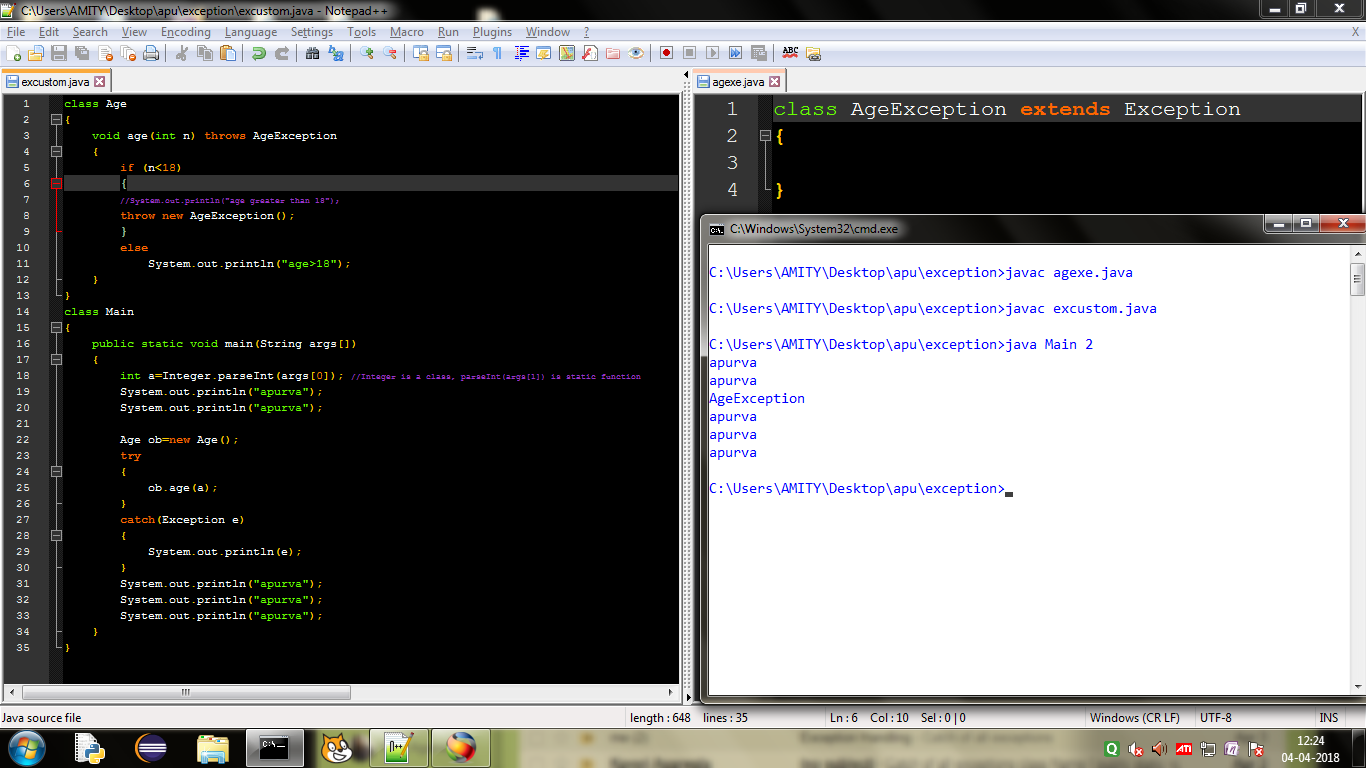 C:\Users\AMITY\Desktop\apu\exception\excustom.java - Notepad++
File Edit Search View Encoding Language Settings Tools Macro Run Plugins Window ? X
excustom.java
1 class Age
2 {
3 void age(int n) throws AgeException
4 {
5 if (n<18)
6 {
7 //System.out.println("age greater than 18");
8 throw new AgeException();
9 }
10 else
11 System.out.println("age>18");
12 }
13 }
14 class Main
15 {
16 public static void main(String args[])
17 {
18 int a=Integer.parseInt(args[0]); //Integer is a class, parseInt(args[1]) is static function
19 System.out.println("apurva");
20 System.out.println("apurva");
21
22 Age ob=new Age();
23 try
24 {
25 ob.age(a);
26 }
27 catch(Exception e)
28 {
29 System.out.println(e);
30 }
31 System.out.println("apurva");
32 System.out.println("apurva");
33 System.out.println("apurva");
34 }
35 }
agexe.java
1 class AgeException extends Exception
2 {
3
4 }
C:\Windows\System32\cmd.exe
C:\Users\AMITY\Desktop\apu\exception>javac agexe.java
C:\Users\AMITY\Desktop\apu\exception>javac excustom.java
C:\Users\AMITY\Desktop\apu\exception>java Main 2
apurva
apurva
AgeException
apurva
apurva
apurva
C:\Users\AMITY\Desktop\apu\exception>
Java source file length : 648 lines : 35 Ln : 6 Col : 10 Sel : 0 | 0 Windows (CR LF) UTF-8 INS
12:24
04-04-2018